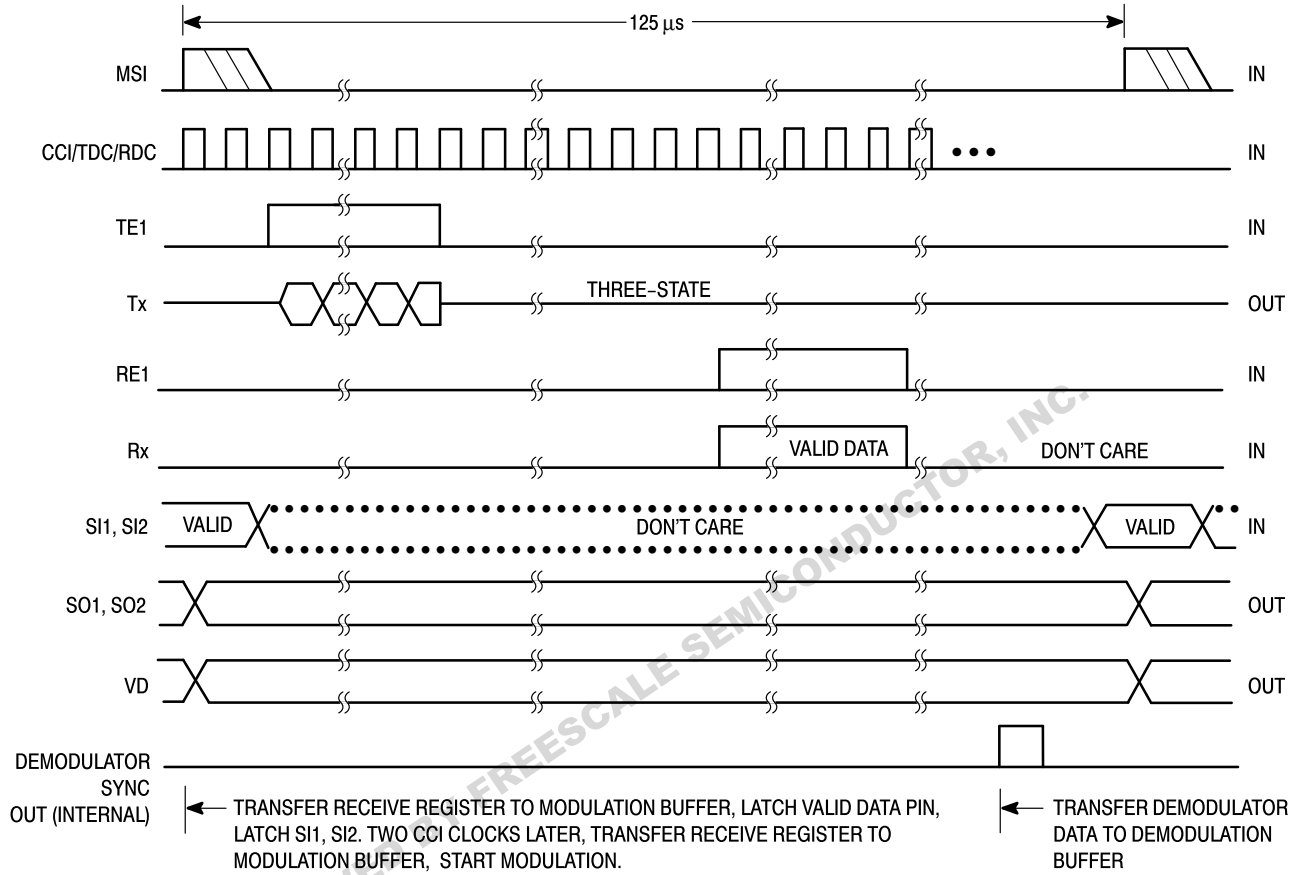 125 μs
MSI
IN
CCI/TDC/RDC
IN
TE1
IN
Tx
THREE–STATE
OUT
RE1
IN
Rx
VALID DATA
DON'T CARE
IN
SI1, SI2
VALID
DON'T CARE
VALID
IN
SO1, SO2
OUT
VD
OUT
DEMODULATOR
SYNC
OUT (INTERNAL)
TRANSFER RECEIVE REGISTER TO MODULATION BUFFER, LATCH VALID DATA PIN,
LATCH SI1, SI2. TWO CCI CLOCKS LATER, TRANSFER RECEIVE REGISTER TO
MODULATION BUFFER, START MODULATION.
TRANSFER DEMODULATOR
DATA TO DEMODULATION
BUFFER
BY FREESCALE SEMICONDUCTOR, INC.